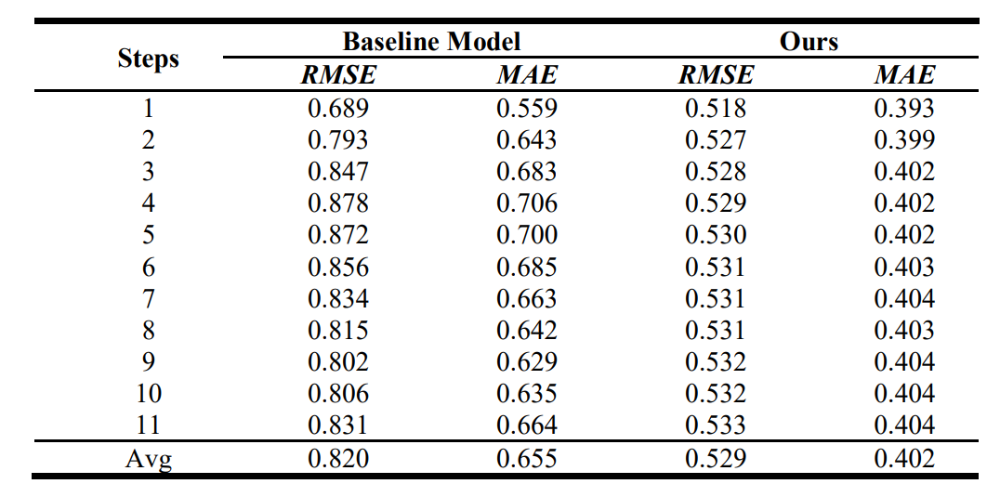 Steps Baseline Model Ours
RMSE MAE RMSE MAE
1 0.689 0.559 0.518 0.393
2 0.793 0.643 0.527 0.399
3 0.847 0.683 0.528 0.402
4 0.878 0.706 0.529 0.402
5 0.872 0.700 0.530 0.402
6 0.856 0.685 0.531 0.403
7 0.834 0.663 0.531 0.404
8 0.815 0.642 0.531 0.403
9 0.802 0.629 0.532 0.404
10 0.806 0.635 0.532 0.404
11 0.831 0.664 0.533 0.404
Avg 0.820 0.655 0.529 0.402